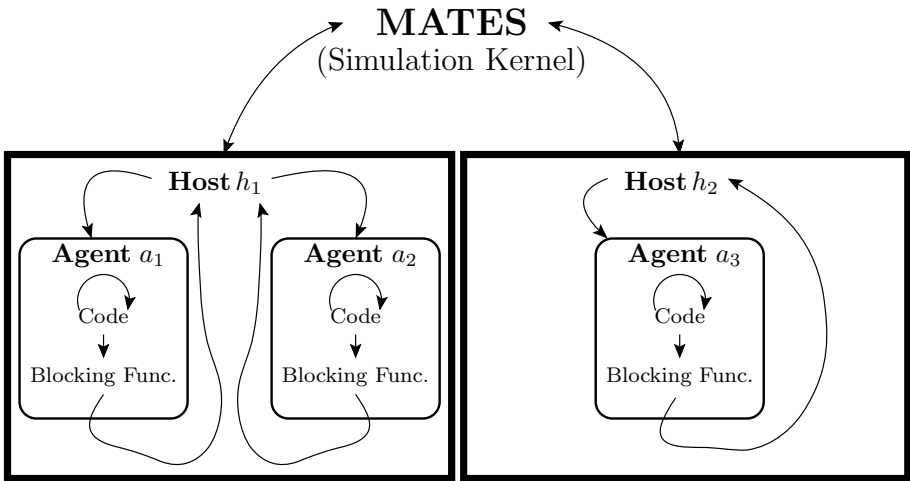 MATES
(Simulation Kernel)
Host h₁
Agent a₁
Code
Blocking Func.
Agent a₂
Code
Blocking Func.
Host h₂
Agent a₃
Code
Blocking Func.